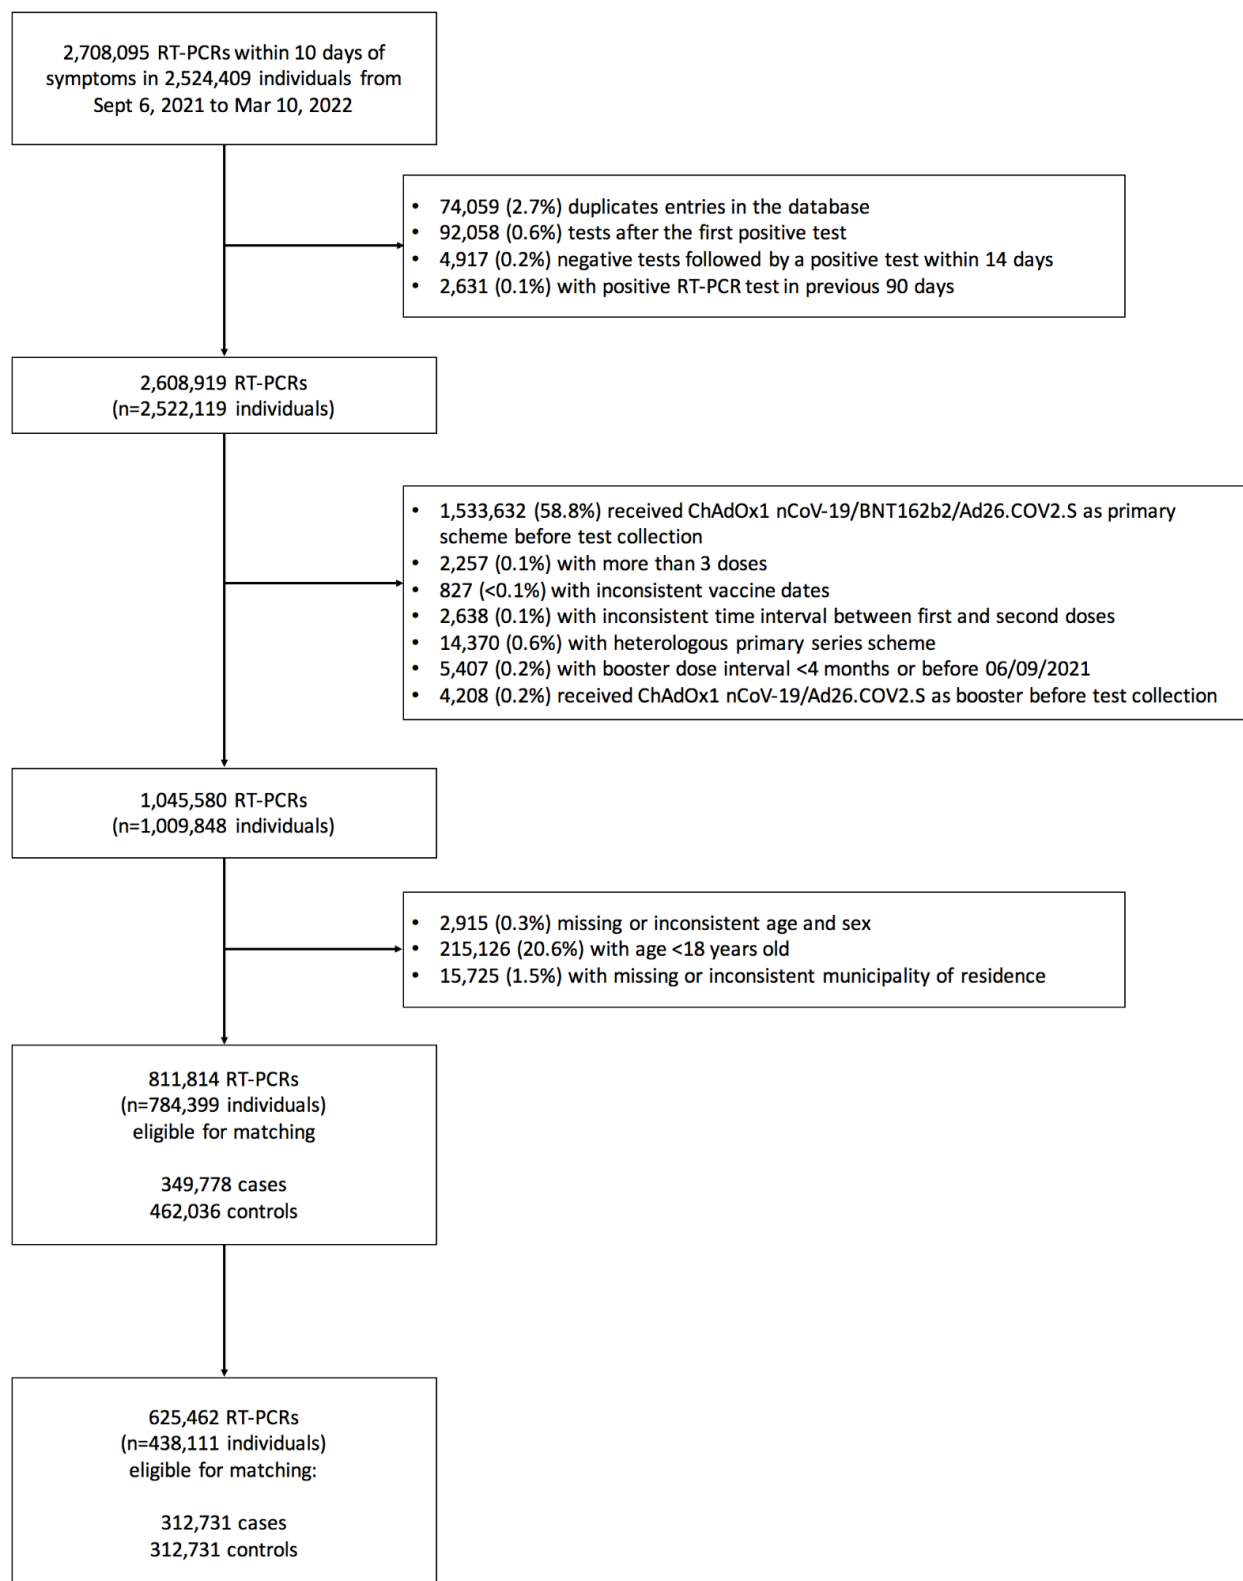 2,708,095 RT-PCRs within 10 days of
symptoms in 2,524,409 individuals from
Sept 6, 2021 to Mar 10, 2022
• 74,059 (2.7%) duplicates entries in the database
• 92,058 (0.6%) tests after the first positive test
• 4,917 (0.2%) negative tests followed by a positive test within 14 days
• 2,631 (0.1%) with positive RT-PCR test in previous 90 days
2,608,919 RT-PCRs
(n=2,522,119 individuals)
• 1,533,632 (58.8%) received ChAdOx1 nCoV-19/BNT162b2/Ad26.COV2.S as primary
scheme before test collection
• 2,257 (0.1%) with more than 3 doses
• 827 (<0.1%) with inconsistent vaccine dates
• 2,638 (0.1%) with inconsistent time interval between first and second doses
• 14,370 (0.6%) with heterologous primary series scheme
• 5,407 (0.2%) with booster dose interval <4 months or before 06/09/2021
• 4,208 (0.2%) received ChAdOx1 nCoV-19/Ad26.COV2.S as booster before test collection
1,045,580 RT-PCRs
(n=1,009,848 individuals)
• 2,915 (0.3%) missing or inconsistent age and sex
• 215,126 (20.6%) with age <18 years old
• 15,725 (1.5%) with missing or inconsistent municipality of residence
811,814 RT-PCRs
(n=784,399 individuals)
eligible for matching
349,778 cases
462,036 controls
625,462 RT-PCRs
(n=438,111 individuals)
eligible for matching:
312,731 cases
312,731 controls